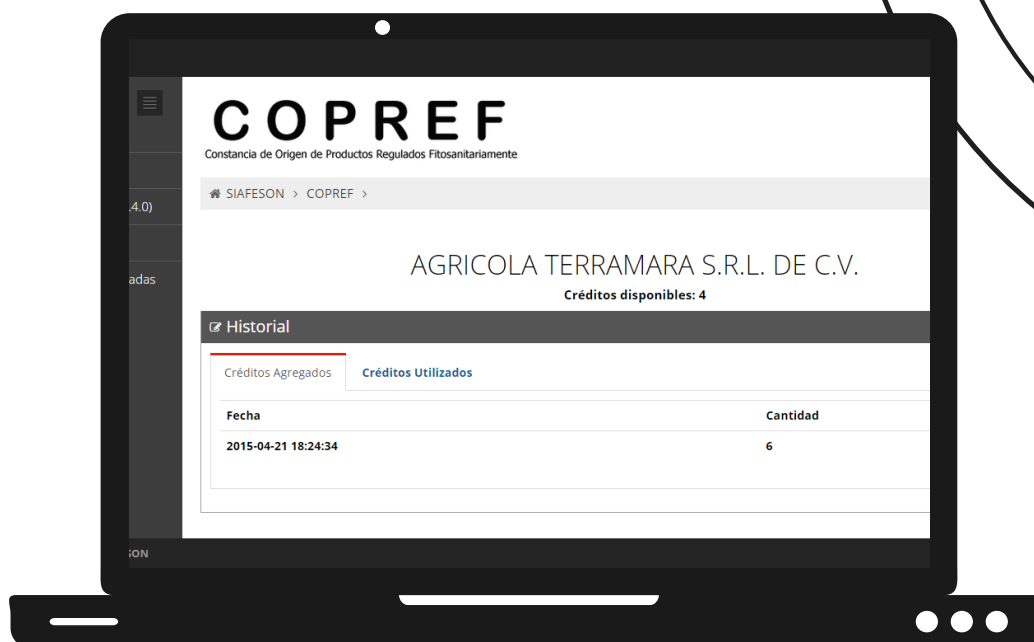 COPREF
Constancia de Origen de Productos Regulados Fitosanitariamente
SIAFESON > COPREF >
.4.0)
adas
AGRICOLA TERRAMARA S.R.L. DE C.V.
Créditos disponibles: 4
Historial
Créditos Agregados Créditos Utilizados
Fecha Cantidad
2015-04-21 18:24:34 6
SON